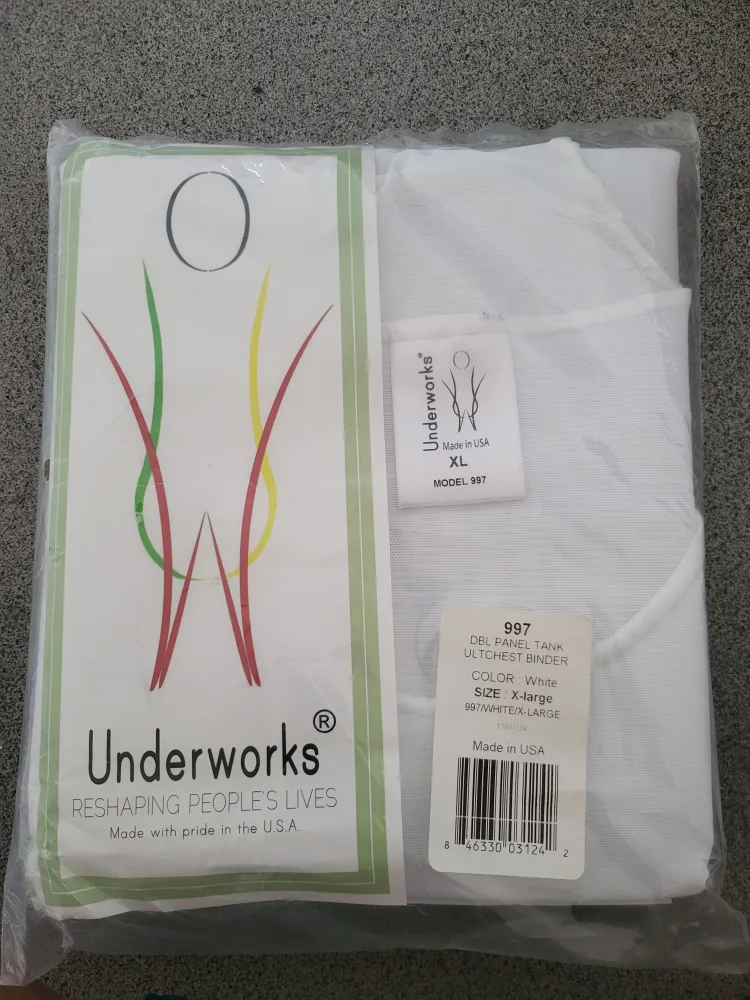 Underworks®
RESHAPING PEOPLE'S LIVES
Made with pride in the U.S.A.
Underworks®
Made in USA
XL
MODEL 997
997
DBL PANEL TANK
ULTCHEST BINDER
COLOR : White
SIZE : X-large
997/WHITE/X-LARGE
Made in USA
8 46330 03124 2